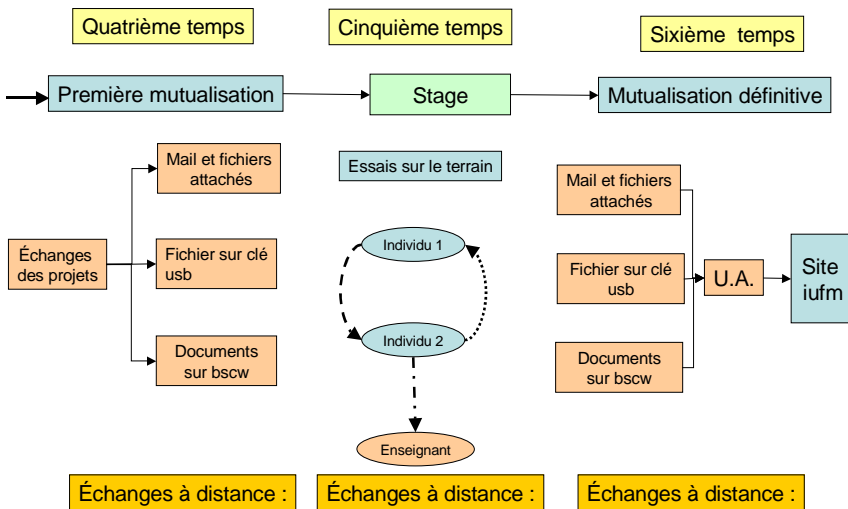 Quatrième temps
Cinquième temps
Sixième temps
Première mutualisation
Stage
Mutualisation définitive
Mail et fichiers
attachés
Échanges
des projets
Fichier sur clé
usb
Documents
sur bscw
Essais sur le terrain
Individu 1
Individu 2
Enseignant
Mail et fichiers
attachés
Fichier sur clé
usb
Documents
sur bscw
U.A.
Site
iufm
Échanges à distance :
Échanges à distance :
Échanges à distance :